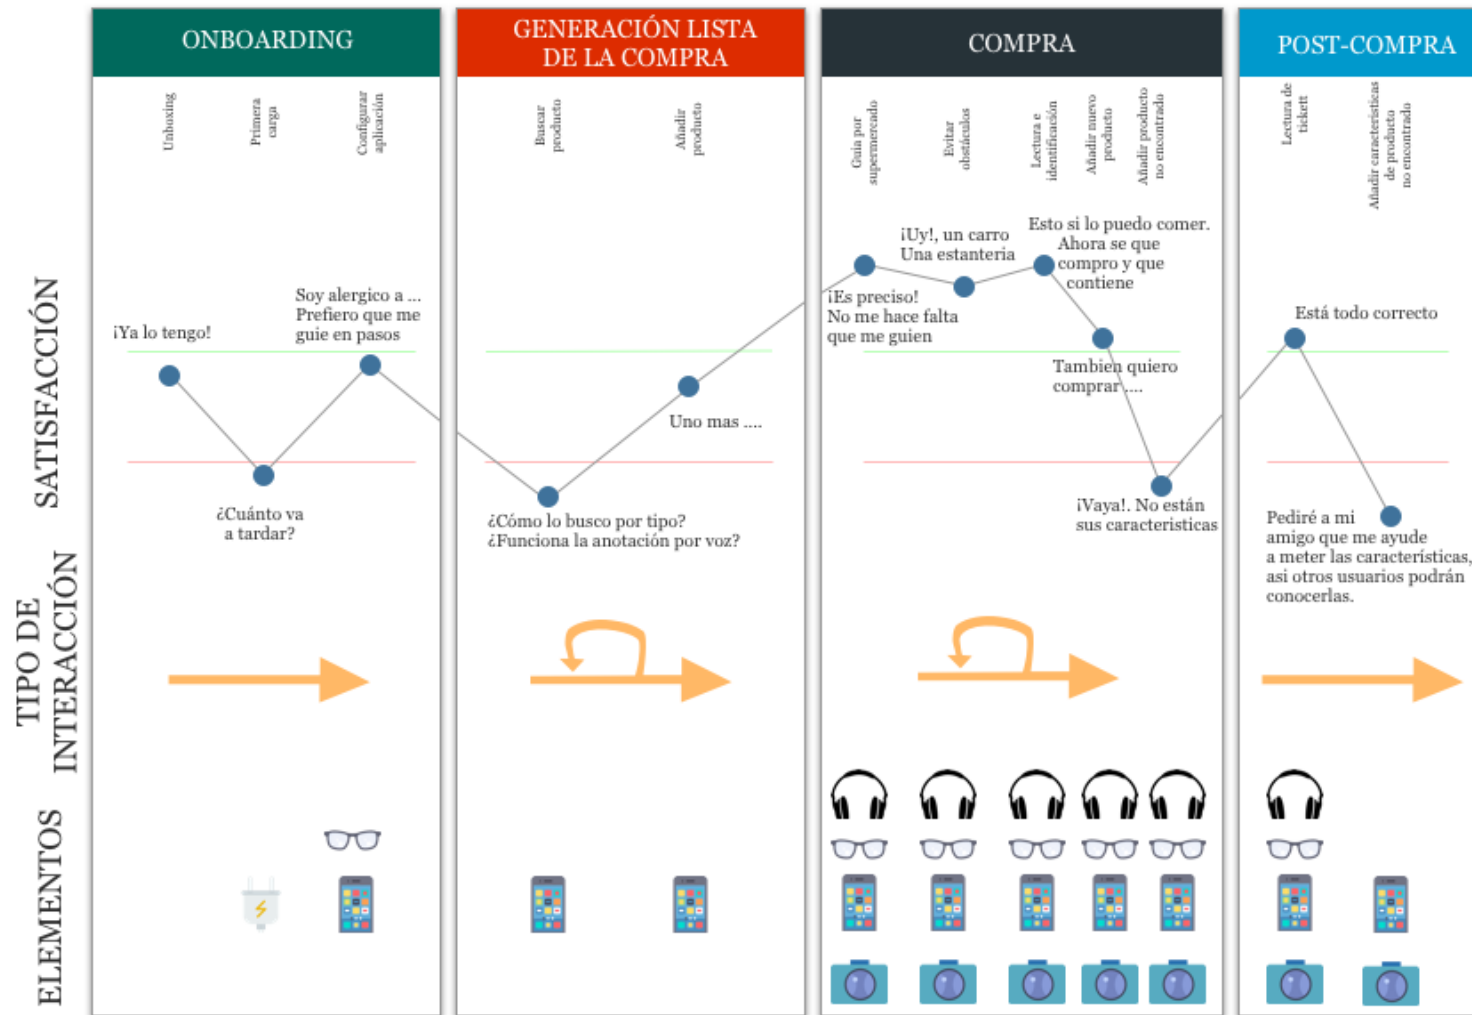 ONBOARDING
GENERACIÓN LISTA
DE LA COMPRA
COMPRA
POST-COMPRA
Unboxing
Primera
carga
Configurar
aplicación
Buscar
producto
Añadir
producto
Guia por
supermercado
Evitar
obstáculos
Lectura e
identificación
Añadir nuevo
producto
Añadir producto
no encontrado
Lectura de
tickett
Añadir características
de producto
no encontrado
SATISFACCIÓN
¡Ya lo tengo!
¿Cuánto va
a tardar?
Soy alergico a ...
Prefiero que me
guie en pasos
¿Cómo lo busco por tipo?
¿Funciona la anotación por voz?
Uno mas ....
¡Es preciso!
No me hace falta
que me guien
¡Uy!, un carro
Una estanteria
Esto si lo puedo comer.
Ahora se que
compro y que
contiene
Tambien quiero
comprar ....
¡Vaya!. No están
sus caracteristicas
Está todo correcto
Pediré a mi
amigo que me ayude
a meter las características,
asi otros usuarios podrán
conocerlas.
TIPO DE
INTERACCIÓN
ELEMENTOS